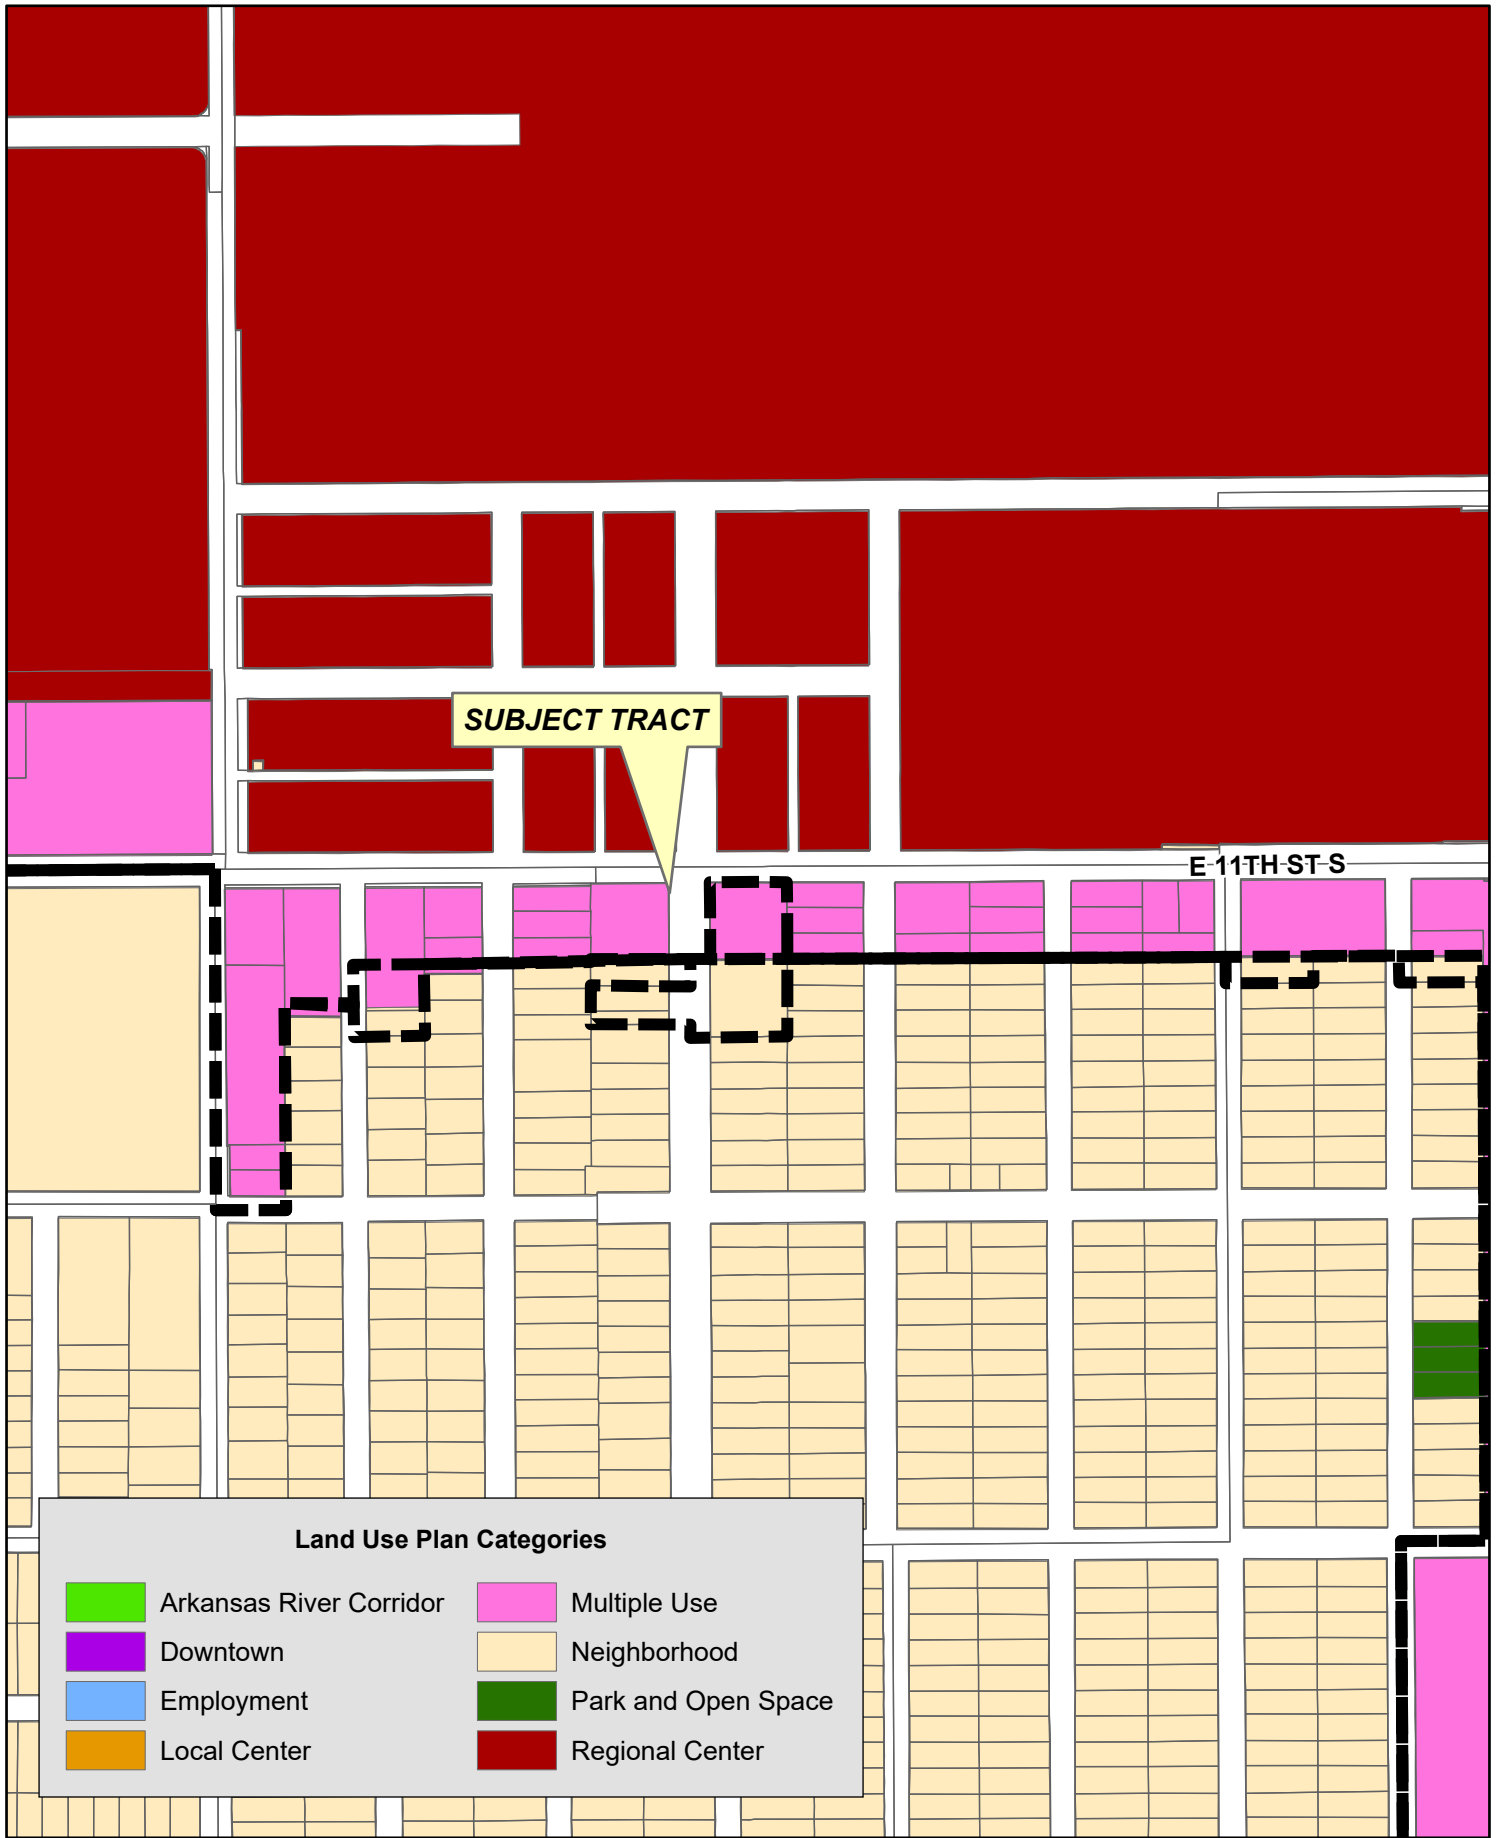 SUBJECT TRACT
E 11TH ST S
Land Use Plan Categories
Arkansas River Corridor
Downtown
Employment
Local Center
Multiple Use
Neighborhood
Park and Open Space
Regional Center